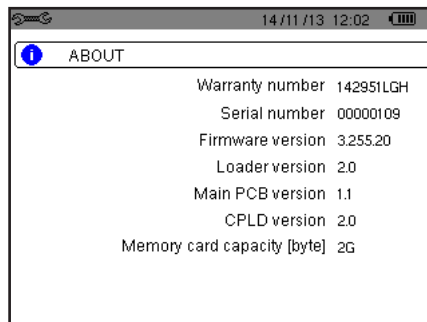 14/11/13 12:02
ABOUT
Warranty number 142951LGH
Serial number 00000109
Firmware version 3.255.20
Loader version 2.0
Main PCB version 1.1
CPLD version 2.0
Memory card capacity [byte] 2G